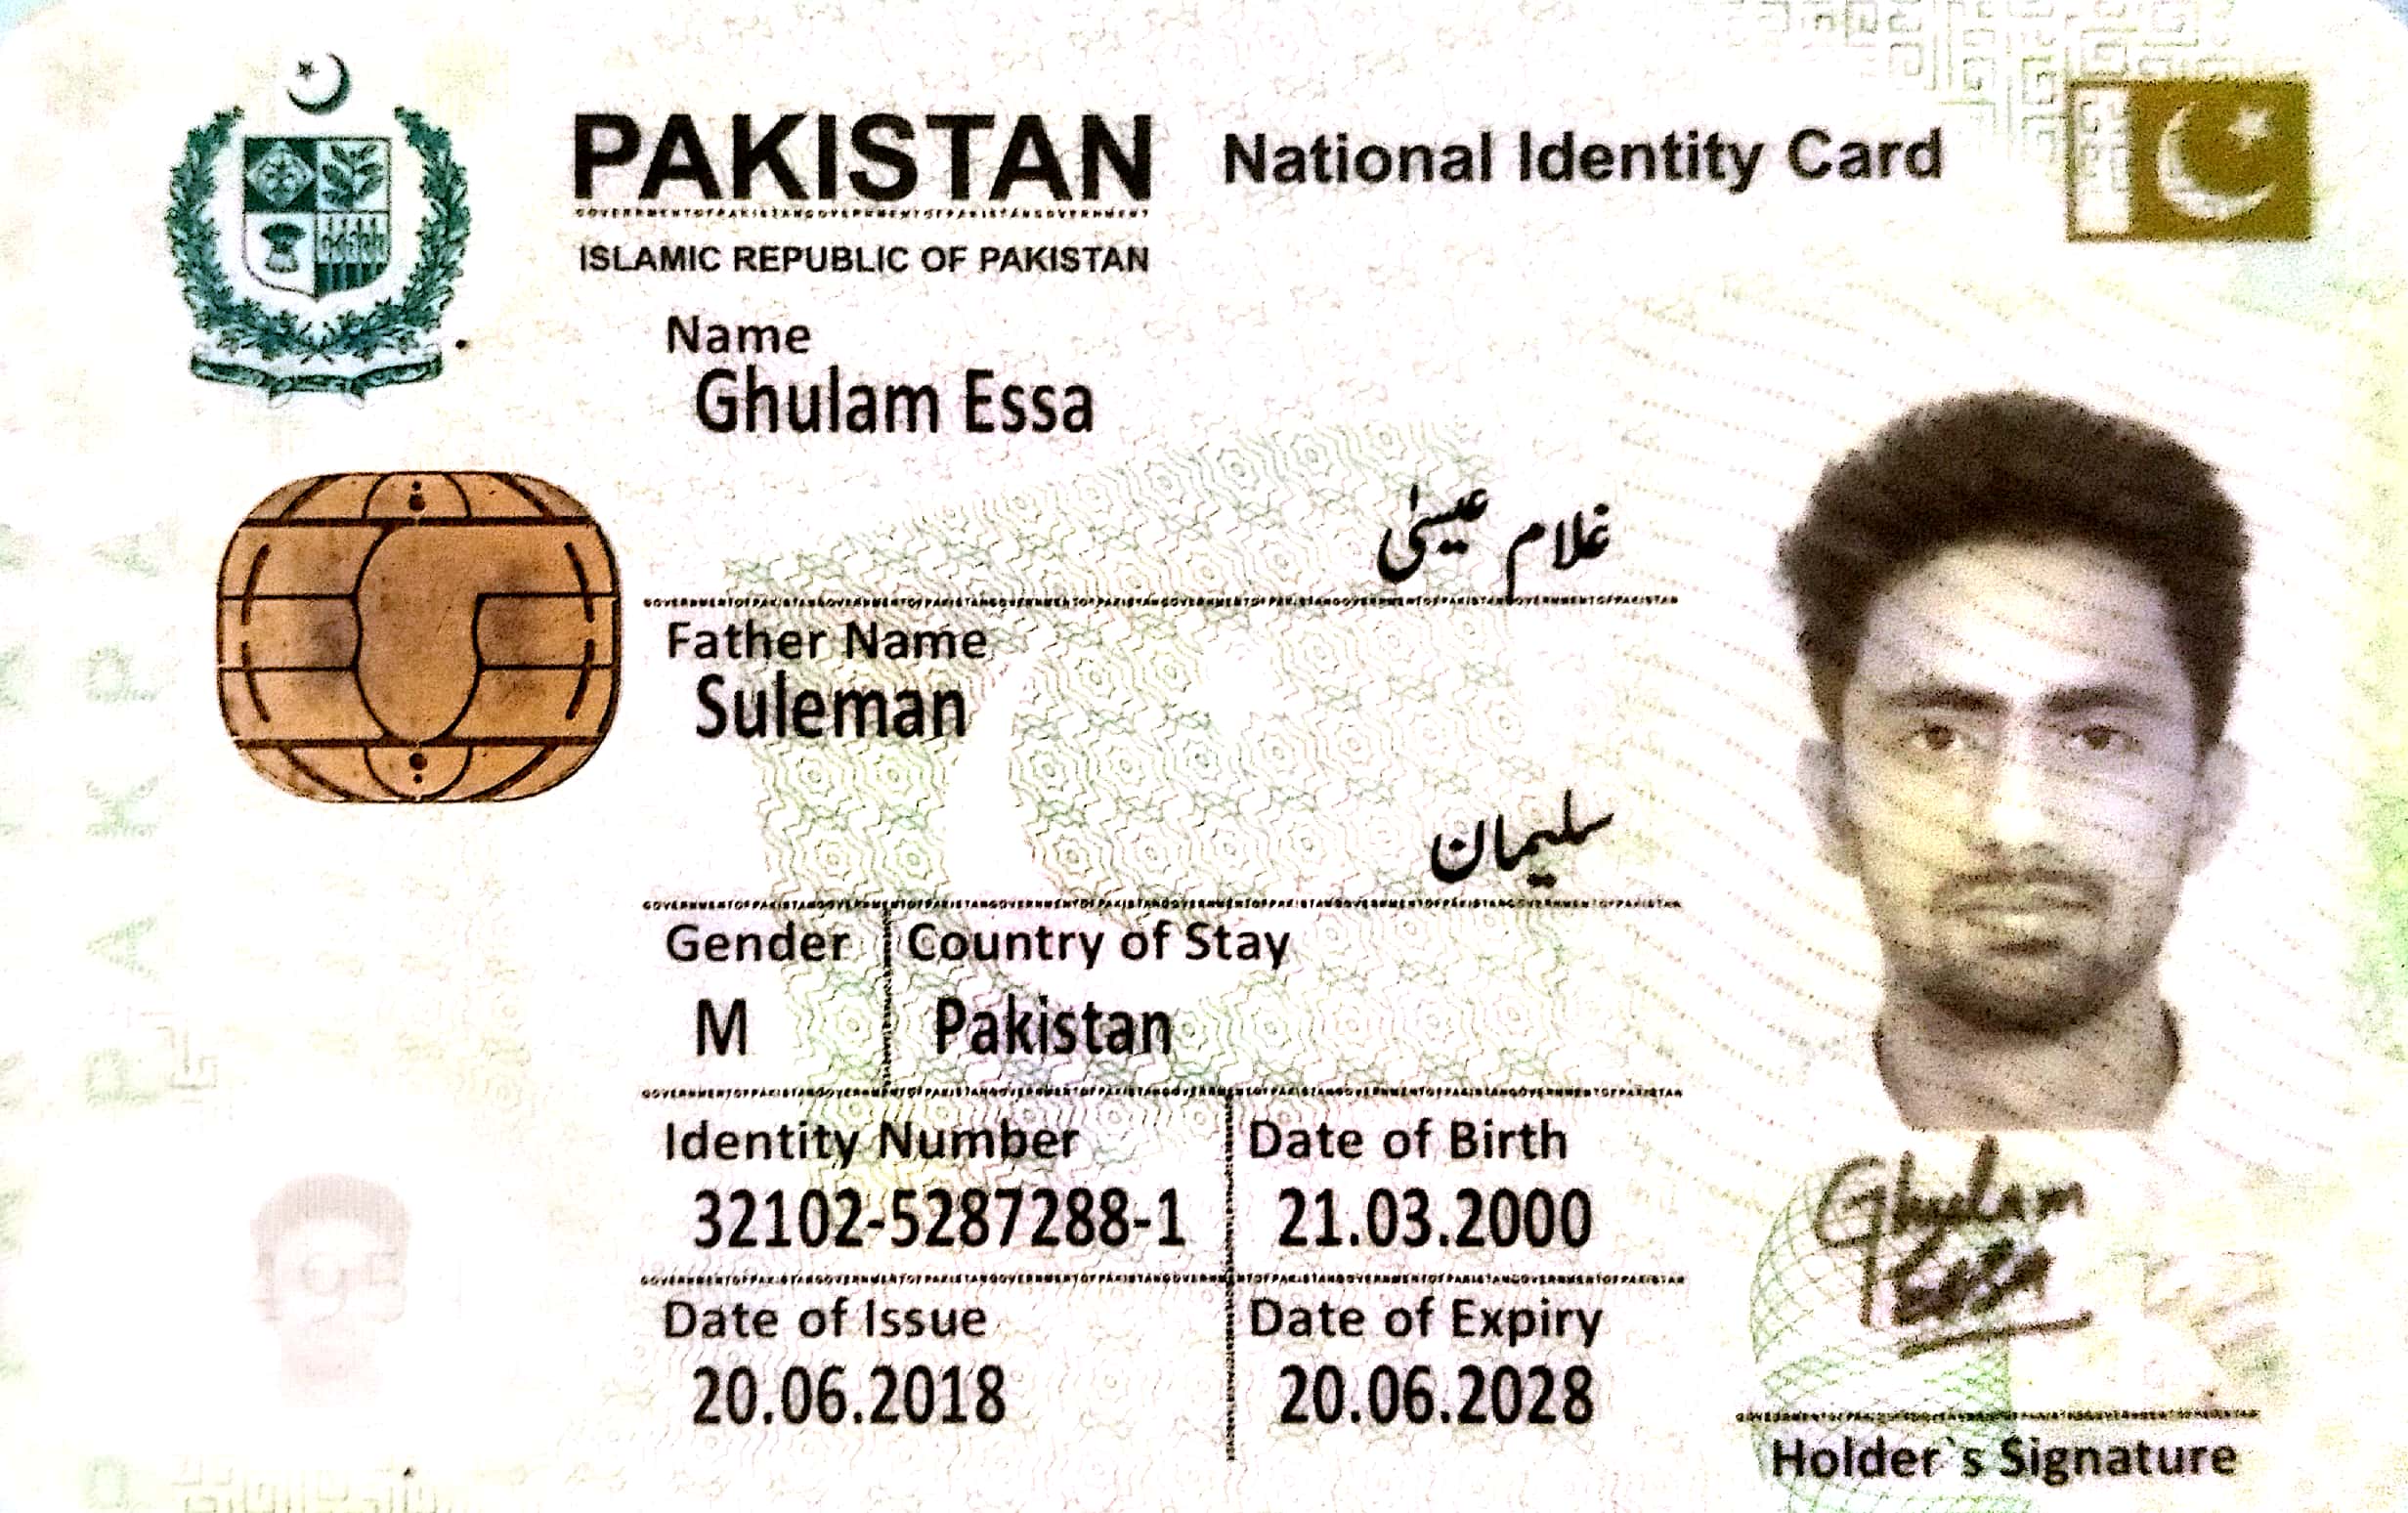 PAKISTAN National Identity Card
ISLAMIC REPUBLIC OF PAKISTAN
Name
Ghulam Essa
غلام عیسیٰ
Father Name
Suleman
سلیمان
Gender Country of Stay
M Pakistan
Identity Number Date of Birth
32102-5287288-1 21.03.2000
Date of Issue Date of Expiry
20.06.2018 20.06.2028
Ghulam
Essa
Holder`s Signature